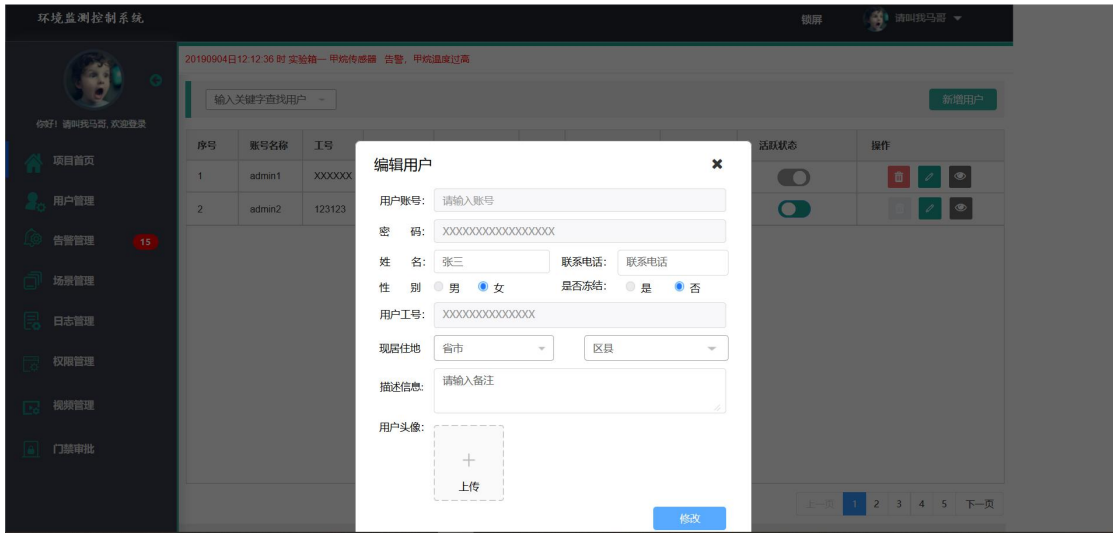 环境监测控制系统
锁屏
请叫我马哥
20190904日12:12:36 时 实验箱一 甲烷传感器 告警，甲烷温度过高
你好！请叫我马哥, 欢迎登录
输入关键字查找用户
新增用户
项目首页
用户管理
告警管理 15
场景管理
日志管理
权限管理
视频管理
门禁审批
序号 账号名称 工号 活跃状态 操作
1 admin1 XXXXXX
2 admin2 123123
编辑用户
用户账号: 请输入账号
密 码: XXXXXXXXXXXXXXXXX
姓 名: 张三 联系电话: 联系电话
性 别 男 女 是否冻结: 是 否
用户工号: XXXXXXXXXXXXXX
现居住地 省市 区县
描述信息: 请输入备注
用户头像:
上传
修改
上一页 1 2 3 4 5 下一页